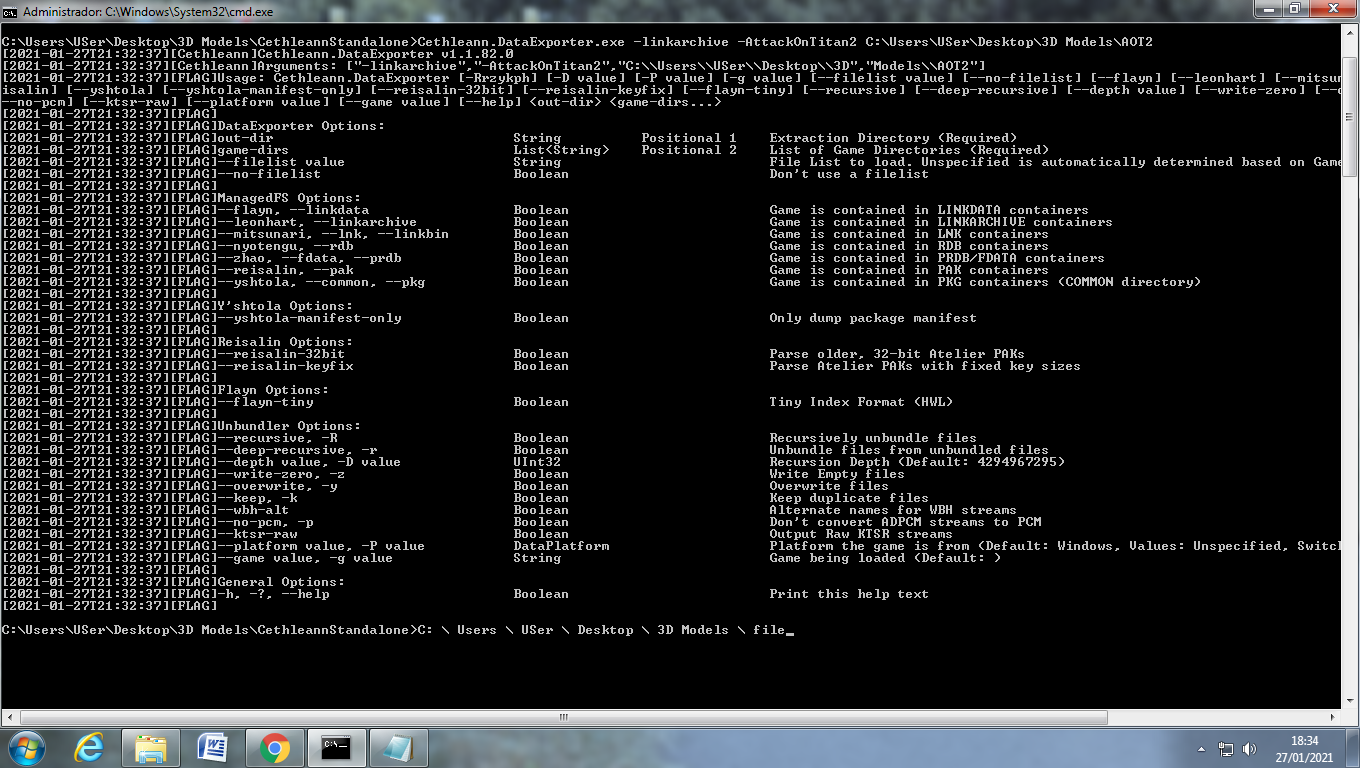 Administrador: C:\Windows\System32\cmd.exe
C:\Users\USer\Desktop\3D Models\CethleannStandalone>Cethleann.DataExporter.exe -linkarchive -AttackOnTitan2 C:\Users\USer\Desktop\3D Models\AOT2
[2021-01-27T21:32:37][Cethleann]Cethleann.DataExporter v1.1.82.0
[2021-01-27T21:32:37][Cethleann]Arguments: ["-linkarchive","-AttackOnTitan2","C:\\Users\\USer\\Desktop\\3D","Models\\AOT2"]
[2021-01-27T21:32:37][FLAG]Usage: Cethleann.DataExporter [-Rrzykph] [-D value] [-P value] [-g value] [--filelist value] [--no-filelist] [--flayn] [--leonhart] [--mitsun
isalin] [--yshtola] [--yshtola-manifest-only] [--reisalin-32bit] [--reisalin-keyfix] [--flayn-tiny] [--recursive] [--deep-recursive] [--depth value] [--write-zero] [--o
--no-pcm] [--ktsr-raw] [--platform value] [--game value] [--help] <out-dir> <game-dirs...>
[2021-01-27T21:32:37][FLAG]
[2021-01-27T21:32:37][FLAG]DataExporter Options:
[2021-01-27T21:32:37][FLAG]out-dir String Positional 1 Extraction Directory (Required)
[2021-01-27T21:32:37][FLAG]game-dirs List<String> Positional 2 List of Game Directories (Required)
[2021-01-27T21:32:37][FLAG]--filelist value String File List to load. Unspecified is automatically determined based on Game
[2021-01-27T21:32:37][FLAG]--no-filelist Boolean Don't use a filelist
[2021-01-27T21:32:37][FLAG]
[2021-01-27T21:32:37][FLAG]ManagedFS Options:
[2021-01-27T21:32:37][FLAG]--flayn, --linkdata Boolean Game is contained in LINKDATA containers
[2021-01-27T21:32:37][FLAG]--leonhart, --linkarchive Boolean Game is contained in LINKARCHIVE containers
[2021-01-27T21:32:37][FLAG]--mitsunari, --lnk, --linkbin Boolean Game is contained in LNK containers
[2021-01-27T21:32:37][FLAG]--nyotengu, --rdb Boolean Game is contained in RDB containers
[2021-01-27T21:32:37][FLAG]--zhao, --fdata, --prdb Boolean Game is contained in PRDB/FDATA containers
[2021-01-27T21:32:37][FLAG]--reisalin, --pak Boolean Game is contained in PAK containers
[2021-01-27T21:32:37][FLAG]--yshtola, --common, --pkg Boolean Game is contained in PKG containers (COMMON directory)
[2021-01-27T21:32:37][FLAG]
[2021-01-27T21:32:37][FLAG]Y'shtola Options:
[2021-01-27T21:32:37][FLAG]--yshtola-manifest-only Boolean Only dump package manifest
[2021-01-27T21:32:37][FLAG]
[2021-01-27T21:32:37][FLAG]Reisalin Options:
[2021-01-27T21:32:37][FLAG]--reisalin-32bit Boolean Parse older, 32-bit Atelier PAKs
[2021-01-27T21:32:37][FLAG]--reisalin-keyfix Boolean Parse Atelier PAKs with fixed key sizes
[2021-01-27T21:32:37][FLAG]
[2021-01-27T21:32:37][FLAG]Flayn Options:
[2021-01-27T21:32:37][FLAG]--flayn-tiny Boolean Tiny Index Format (HWL)
[2021-01-27T21:32:37][FLAG]
[2021-01-27T21:32:37][FLAG]Unbundler Options:
[2021-01-27T21:32:37][FLAG]--recursive, -R Boolean Recursively unbundle files
[2021-01-27T21:32:37][FLAG]--deep-recursive, -r Boolean Unbundle files from unbundled files
[2021-01-27T21:32:37][FLAG]--depth value, -D value UInt32 Recursion Depth (Default: 4294967295)
[2021-01-27T21:32:37][FLAG]--write-zero, -z Boolean Write Empty files
[2021-01-27T21:32:37][FLAG]--overwrite, -y Boolean Overwrite files
[2021-01-27T21:32:37][FLAG]--keep, -k Boolean Keep duplicate files
[2021-01-27T21:32:37][FLAG]--wbh-alt Boolean Alternate names for WBH streams
[2021-01-27T21:32:37][FLAG]--no-pcm, -p Boolean Don't convert ADPCM streams to PCM
[2021-01-27T21:32:37][FLAG]--ktsr-raw Boolean Output Raw KTSR streams
[2021-01-27T21:32:37][FLAG]--platform value, -P value DataPlatform Platform the game is from (Default: Windows, Values: Unspecified, Switch
[2021-01-27T21:32:37][FLAG]--game value, -g value String Game being loaded (Default: )
[2021-01-27T21:32:37][FLAG]
[2021-01-27T21:32:37][FLAG]General Options:
[2021-01-27T21:32:37][FLAG]-h, -?, --help Boolean Print this help text
[2021-01-27T21:32:37][FLAG]
C:\Users\USer\Desktop\3D Models\CethleannStandalone>C: \ Users \ USer \ Desktop \ 3D Models \ file_
18:34
27/01/2021